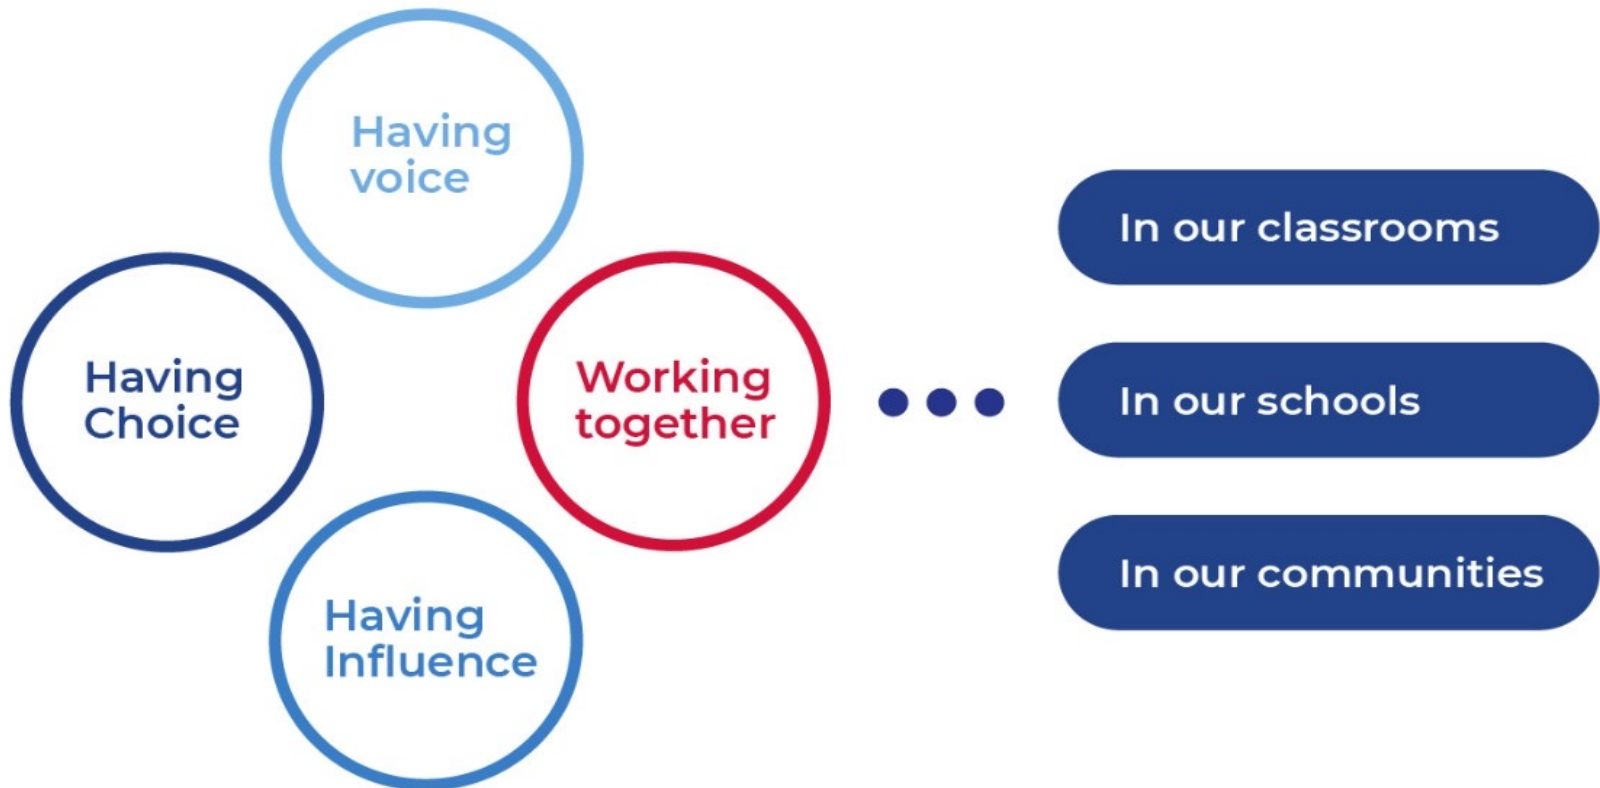 Having
voice
Having
Choice
Working
together
Having
Influence
In our classrooms
In our schools
In our communities